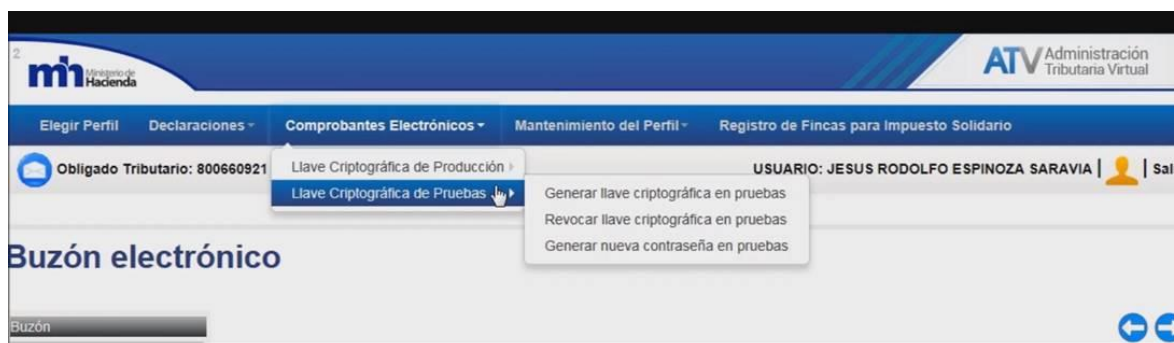 2
mh Ministerio de
Hacienda
ATV Administración
Tributaria Virtual
Elegir Perfil Declaraciones Comprobantes Electrónicos Mantenimiento del Perfil Registro de Fincas para Impuesto Solidario
Obligado Tributario: 800660921 USUARIO: JESUS RODOLFO ESPINOZA SARAVIA | | Sal
Llave Criptográfica de Producción
Llave Criptográfica de Pruebas
Generar llave criptográfica en pruebas
Revocar llave criptográfica en pruebas
Generar nueva contraseña en pruebas
Buzón electrónico
Buzón